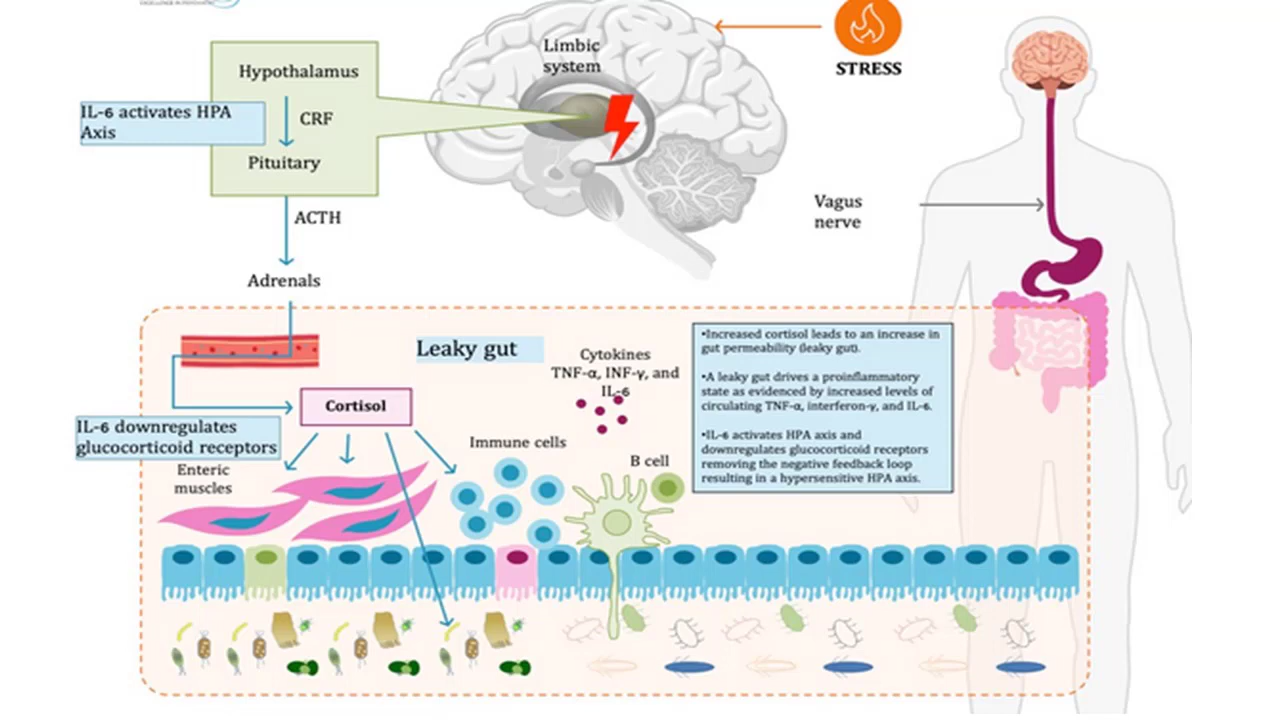 EXCELLENCE IN PSYCHIATRY
STRESS
Limbic
system
Hypothalamus
IL-6 activates HPA
Axis
CRF
Pituitary
ACTH
Adrenals
Vagus
nerve
Leaky gut
Cytokines
TNF-α, INF-γ, and
IL-6
•Increased cortisol leads to an increase in
gut permeability (leaky gut).
•A leaky gut drives a proinflammatory
state as evidenced by increased levels of
circulating TNF-α, interferon-γ, and IL-6.
•IL-6 activates HPA axis and
downregulates glucocorticoid receptors
removing the negative feedback loop
resulting in a hypersensitive HPA axis.
Cortisol
IL-6 downregulates
glucocorticoid receptors
Immune cells
B cell
Enteric
muscles